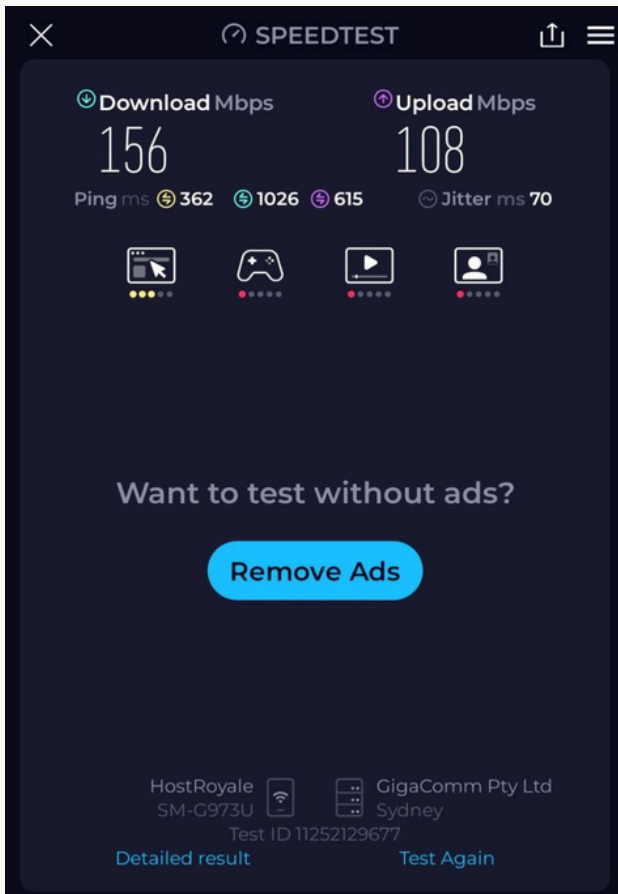 SPEEDTEST
Download Mbps Upload Mbps
156 108
Ping ms 362 1026 615 Jitter ms 70
Want to test without ads?
Remove Ads
HostRoyale GigaComm Pty Ltd
SM-G973U Sydney
Test ID 11252129677
Detailed result Test Again